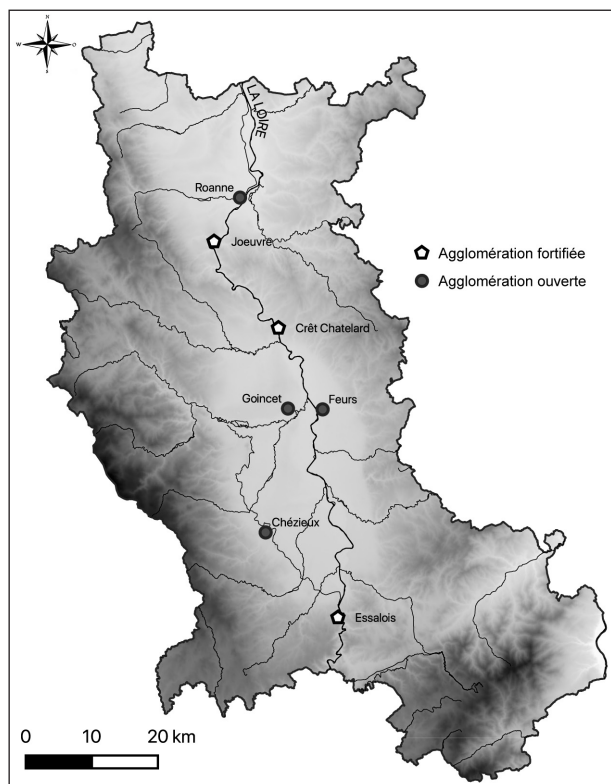 N
W
O
S
LA LOIRE
Roanne
Joeuvre
Agglomération fortifiée
Agglomération ouverte
Crêt Chatelard
Goincet
Feurs
Chézieux
Essalois
0 10 20 km